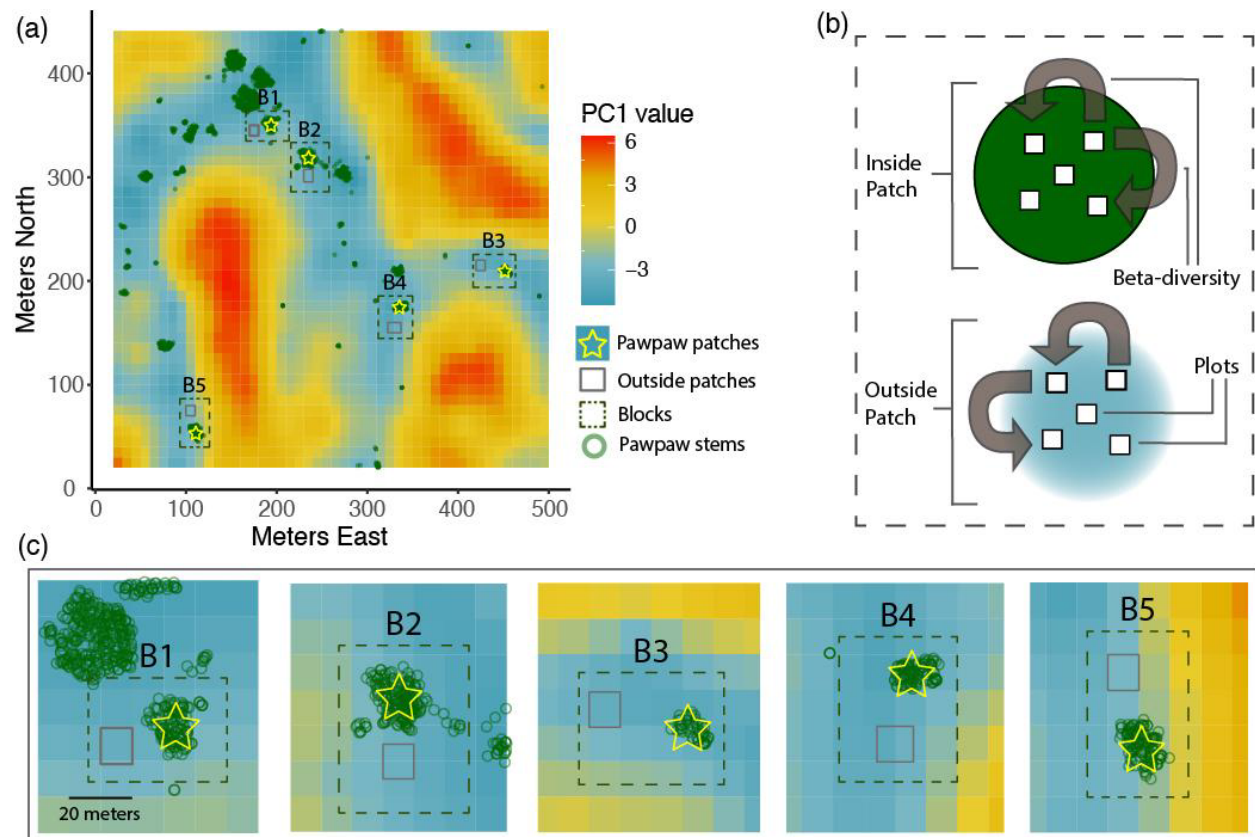 (a)
400
300
200
100
0
Meters North
0 100 200 300 400 500
Meters East
B1
B2
B3
B4
B5
PC1 value
6
3
0
−3
Pawpaw patches
Outside patches
Blocks
Pawpaw stems
(b)
Inside
Patch
Beta-diversity
Outside
Patch
Plots
(c)
B1
B2
B3
B4
B5
20 meters